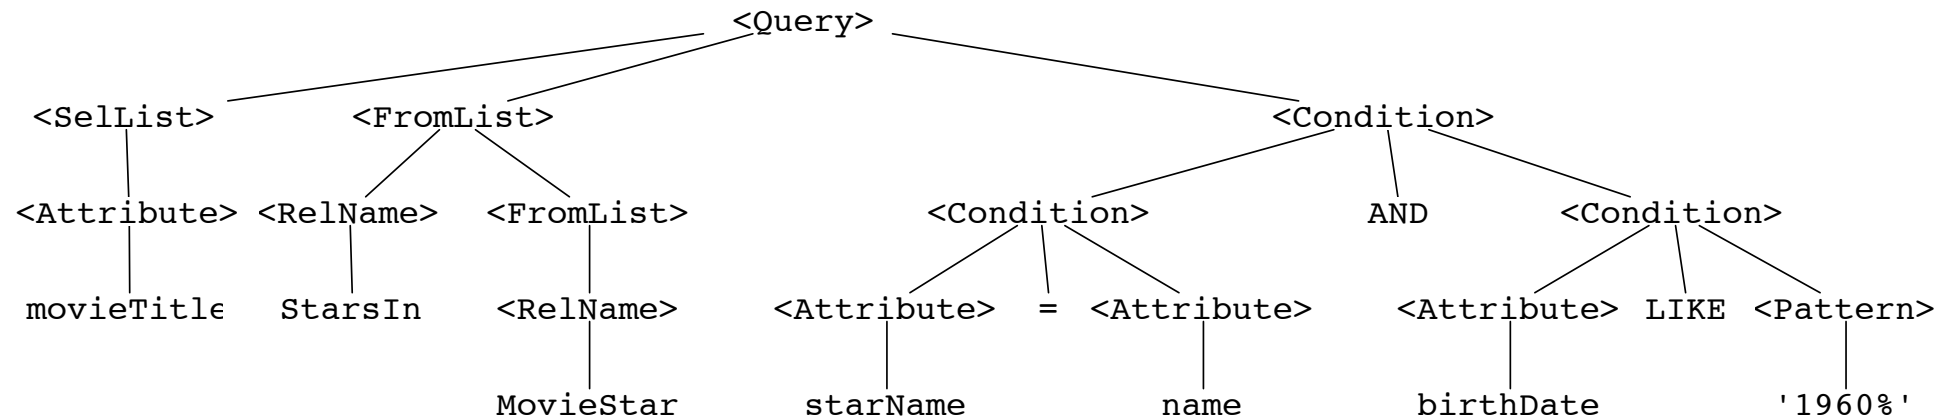 <Query>
<SelList> <FromList> <Condition>
<Attribute> <RelName> <FromList> <Condition> AND <Condition>
movieTitle StarsIn <RelName> <Attribute> = <Attribute> <Attribute> LIKE <Pattern>
MovieStar starName name birthDate '1960%'